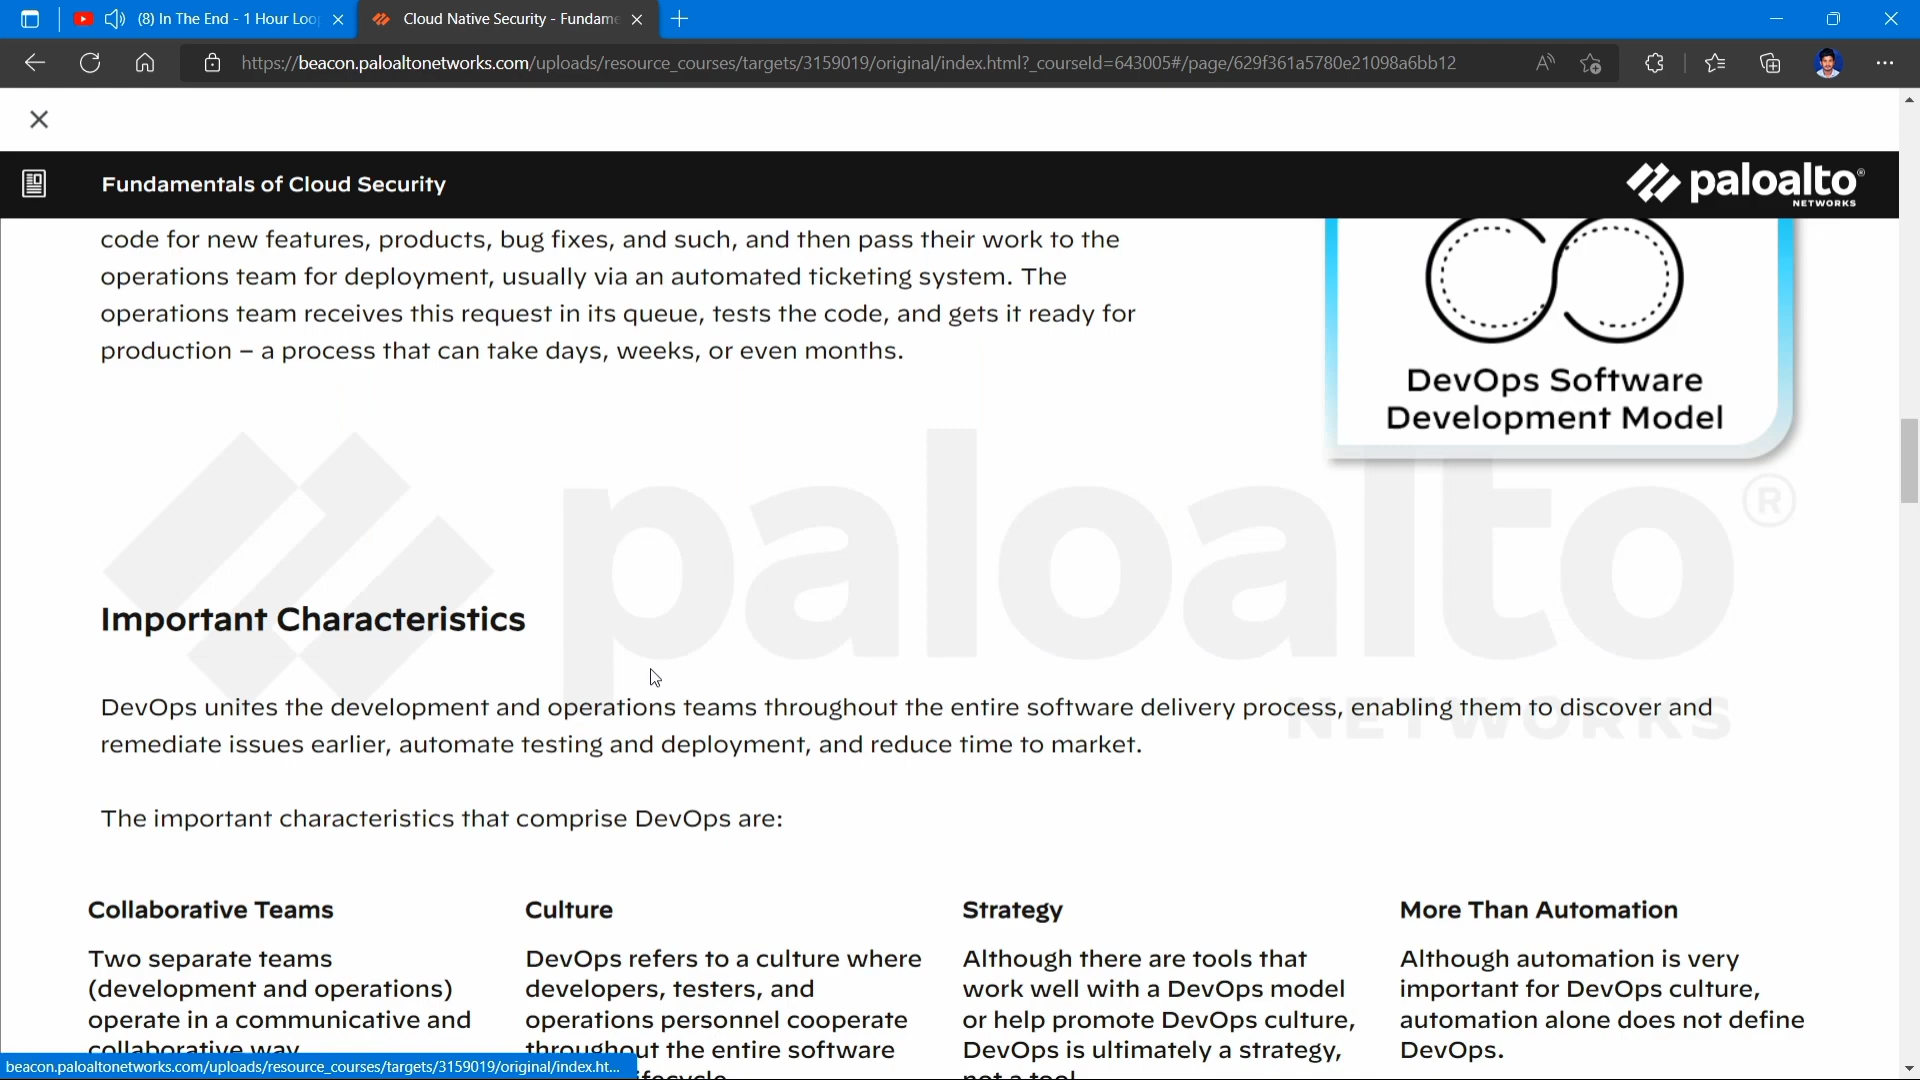 (8) In The End - 1 Hour Loo
Cloud Native Security - Fundame
https://beacon.paloaltonetworks.com/uploads/resource_courses/targets/3159019/original/index.html?_courseId=643005#/page/629f361a5780e21098a6bb12
Fundamentals of Cloud Security
paloalto®
NETWORKS
code for new features, products, bug fixes, and such, and then pass their work to the
operations team for deployment, usually via an automated ticketing system. The
operations team receives this request in its queue, tests the code, and gets it ready for
production – a process that can take days, weeks, or even months.
DevOps Software
Development Model
paloalto®
NETWORKS
Important Characteristics
DevOps unites the development and operations teams throughout the entire software delivery process, enabling them to discover and
remediate issues earlier, automate testing and deployment, and reduce time to market.
The important characteristics that comprise DevOps are:
Collaborative Teams
Two separate teams
(development and operations)
operate in a communicative and
collaborative way.
Culture
DevOps refers to a culture where
developers, testers, and
operations personnel cooperate
throughout the entire software
lifecycle
Strategy
Although there are tools that
work well with a DevOps model
or help promote DevOps culture,
DevOps is ultimately a strategy,
not a tool
More Than Automation
Although automation is very
important for DevOps culture,
automation alone does not define
DevOps.
beacon.paloaltonetworks.com/uploads/resource_courses/targets/3159019/original/index.ht...